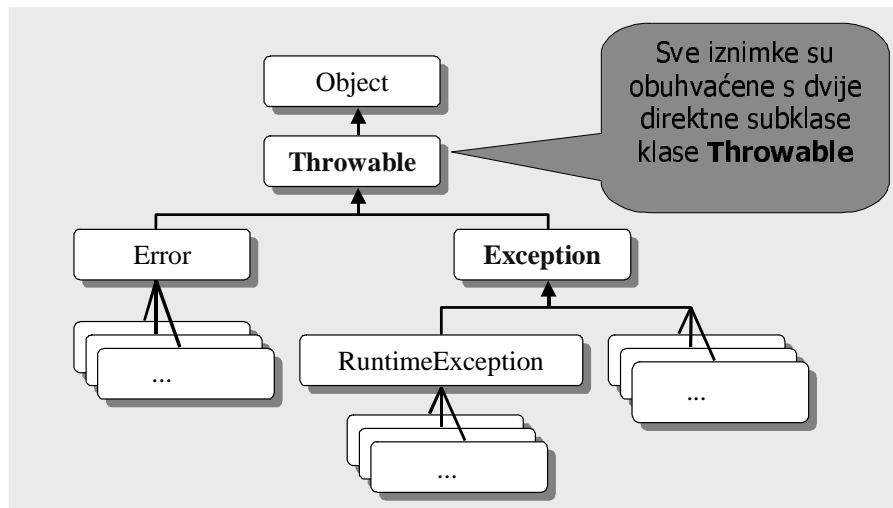 Object
Sve iznimke su
obuhvaćene s dvije
direktne subklase
klase Throwable
Throwable
Error
Exception
RuntimeException
...
...
...